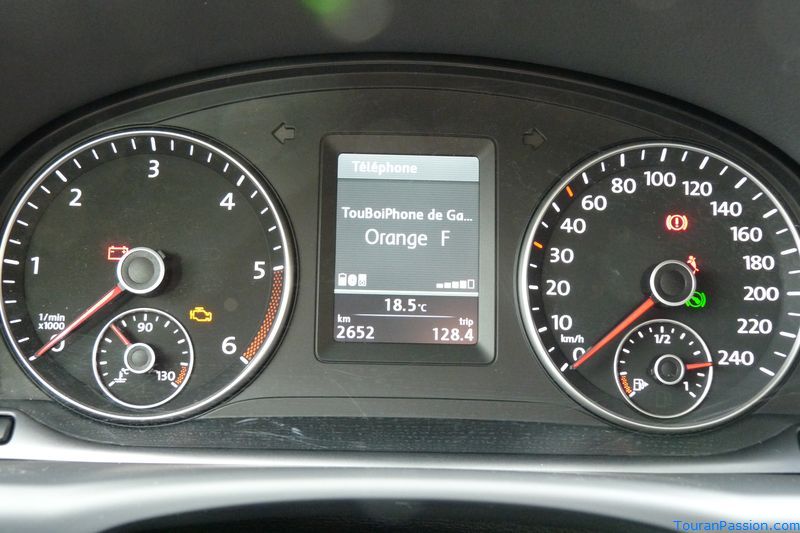 Téléphone
TouBoiPhone de Ga...
Orange F
18.5°C
km trip
2652 128.4
0 1 2 3 4 5 6
1/min
x1000
90
130
°C
0 10 20 30 40 60 80 100 120 140 160 180 200 220 240
km/h
1/2
1
TouranPassion.com